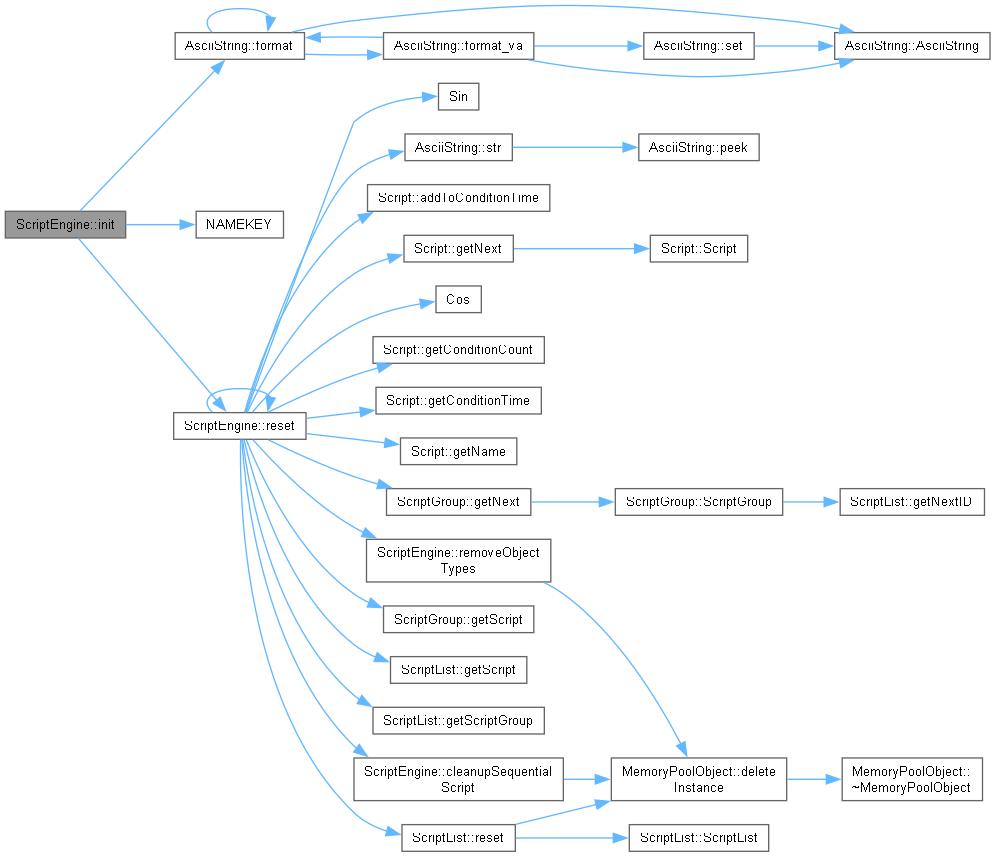 AsciiString::format
AsciiString::format_va
AsciiString::set
AsciiString::AsciiString
Sin
AsciiString::str
AsciiString::peek
Script::addToConditionTime
ScriptEngine::init
NAMEKEY
Script::getNext
Script::Script
Cos
Script::getConditionCount
Script::getConditionTime
ScriptEngine::reset
Script::getName
ScriptGroup::getNext
ScriptGroup::ScriptGroup
ScriptList::getNextID
ScriptEngine::removeObject
Types
ScriptGroup::getScript
ScriptList::getScript
ScriptList::getScriptGroup
ScriptEngine::cleanupSequential
Script
MemoryPoolObject::delete
Instance
MemoryPoolObject::
~MemoryPoolObject
ScriptList::reset
ScriptList::ScriptList